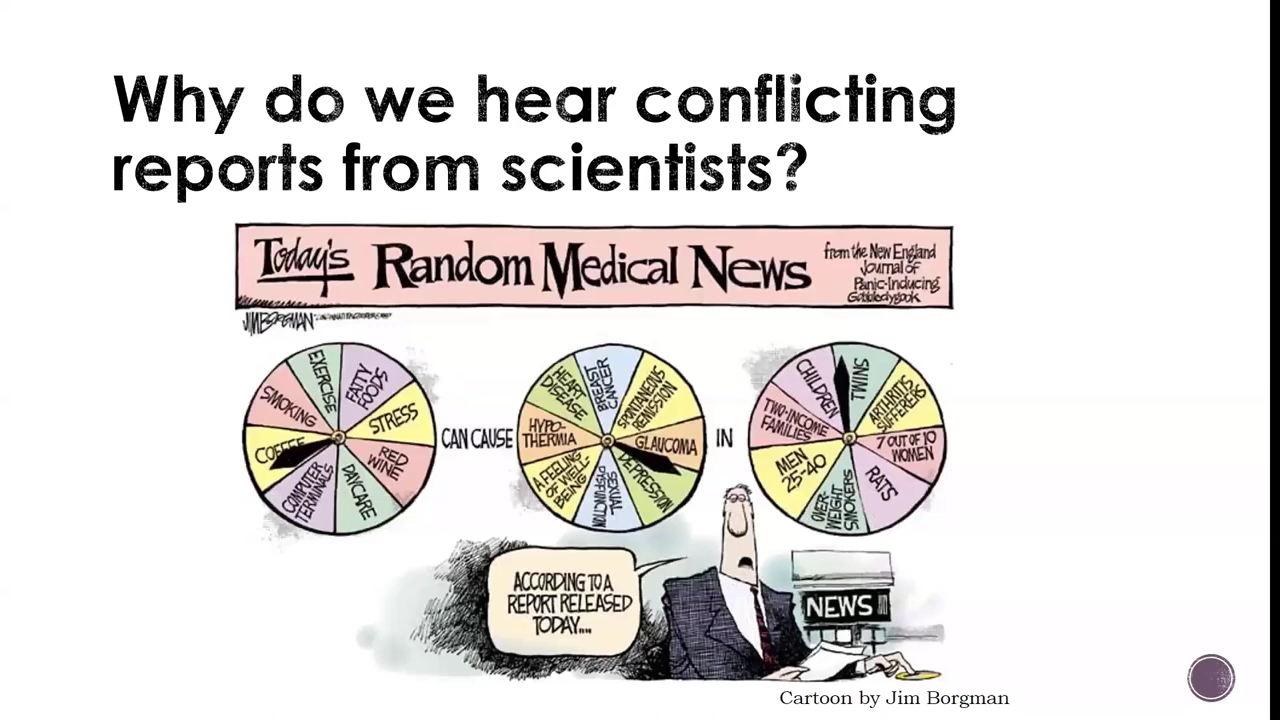 Why do we hear conflicting
reports from scientists?
Today's Random Medical News
from the New England
Journal of
Panic-Inducing
Gobbledygook
JIM BORGMAN
EXERCISE
FATTY
FOODS
STRESS
RED
WINE
DAYCARE
COMPUTER
TERMINALS
COFFEE
SMOKING
CAN CAUSE
HEART
DISEASE
BREAST
CANCER
SPONTANEOUS
REMISSION
GLAUCOMA
DEPRESSION
SEXUAL
DYSFUNCTION
A FEELING
OF WELL-
BEING
HYPO-
THERMIA
IN
CHILDREN
TWINS
ARTHRITIS
SUFFERERS
7 OUT OF 10
WOMEN
RATS
OVER-
WEIGHT
SMOKERS
MEN
25-40
TWO-INCOME
FAMILIES
ACCORDING TO A
REPORT RELEASED
TODAY...
NEWS
Cartoon by Jim Borgman